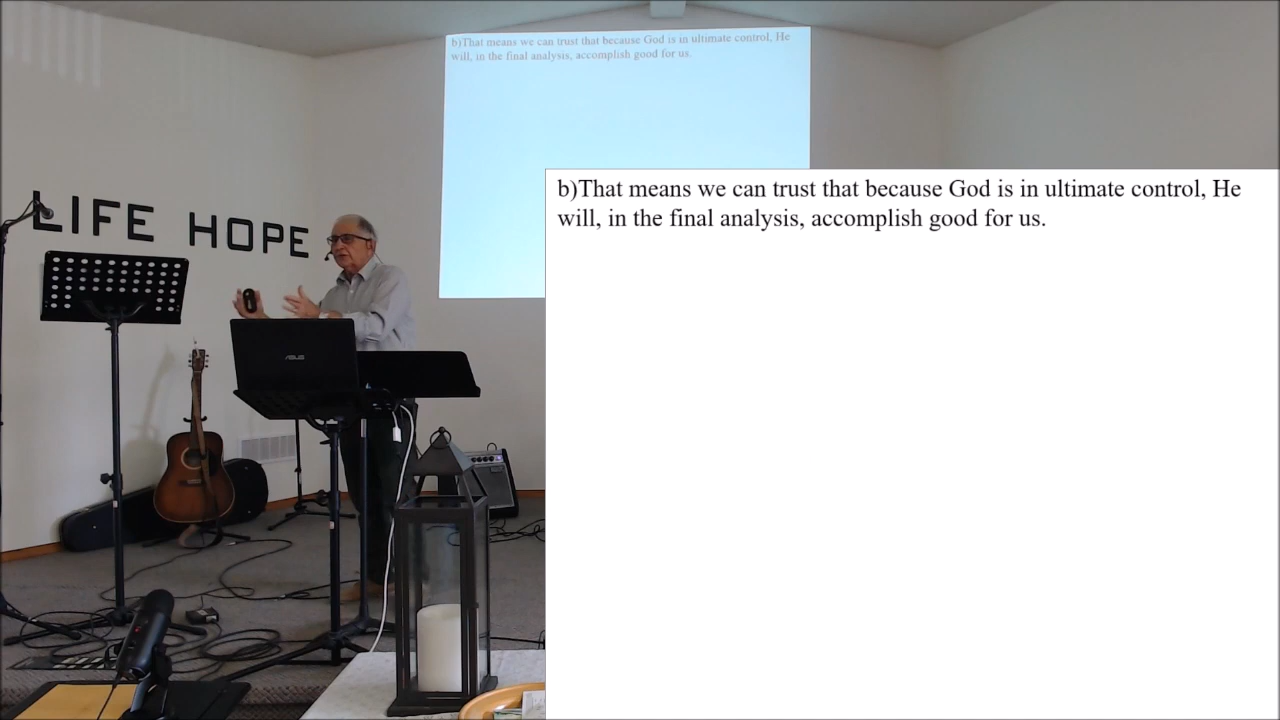 b)That means we can trust that because God is in ultimate control, He
will, in the final analysis, accomplish good for us.
LIFE HOPE
b)That means we can trust that because God is in ultimate control, He
will, in the final analysis, accomplish good for us.
ASUS